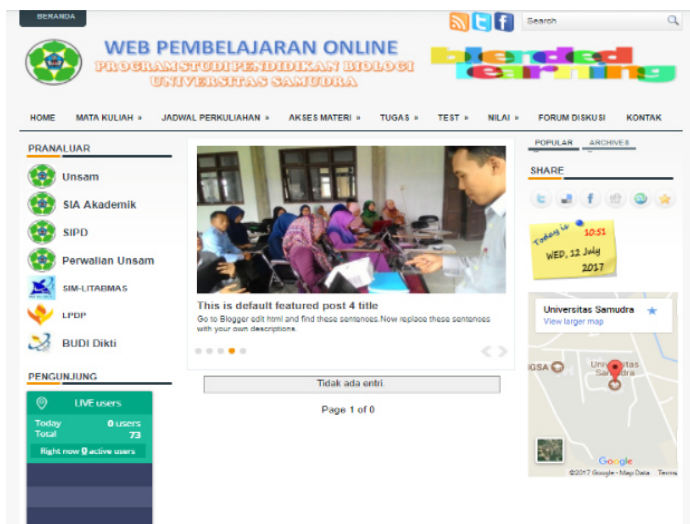 BERANDA
Search
WEB PEMBELAJARAN ONLINE
PROGRAM STUDI PENDIDIKAN BIOLOGI
UNIVERSITAS SAMUDRA
blended
learning
HOME MATA KULIAH » JADWAL PERKULIAHAN » AKSES MATERI » TUGAS » TEST » NILAI » FORUM DISKUSI KONTAK
PRANALUAR
Unsam
SIA Akademik
SIPD
Perwalian Unsam
SIM-LITABMAS
LPDP
BUDI Dikti
PENGUNJUNG
LIVE users
Today 0 users
Total 73
Right now 0 active users
This is default featured post 4 title
Go to Blogger edit html and find these sentences.Now replace these sentences
with your own descriptions.
Tidak ada entri
Page 1 of 0
POPULAR ARCHIVES
SHARE
Today is 10:51
WED, 12 July
2017
Universitas Samudra
View larger map
Universitas
Samudra
Google
©2017 Google - Map Data Terms